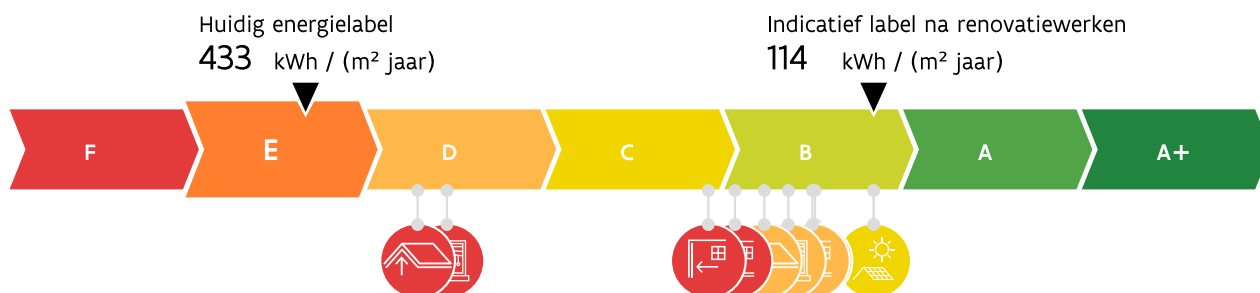 Huidig energielabel
433 kWh / (m² jaar)
Indicatief label na renovatiewerken
114 kWh / (m² jaar)
F E D C B A A+